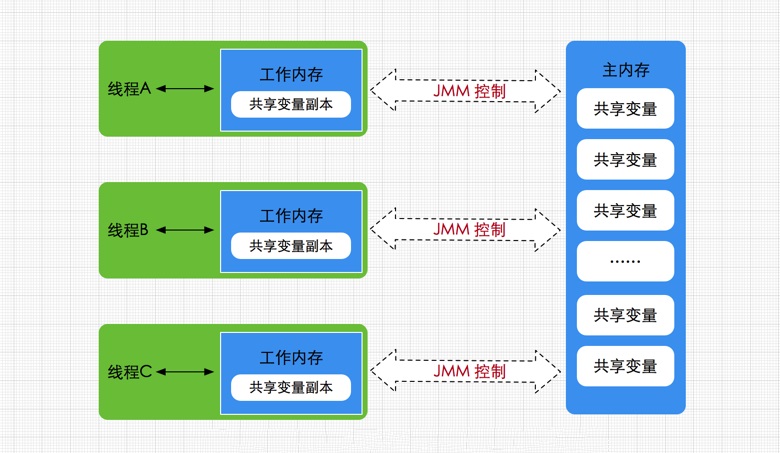 线程A
工作内存
共享变量副本
JMM 控制
线程B
工作内存
共享变量副本
JMM 控制
线程C
工作内存
共享变量副本
JMM 控制
主内存
共享变量
共享变量
共享变量
......
共享变量
共享变量